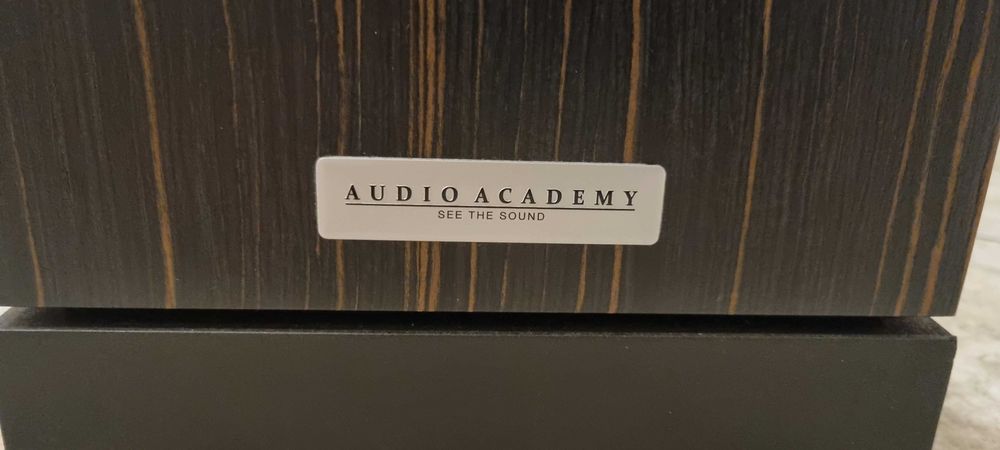 AUDIO ACADEMY
SEE THE SOUND